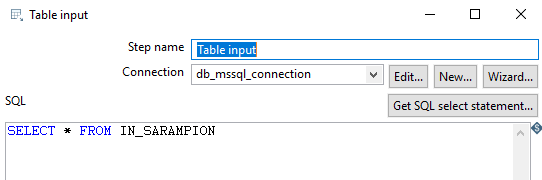 Table input
Step name Table input
Connection db_mssql_connection Edit... New... Wizard...
SQL Get SQL select statement...
SELECT * FROM IN_SARAMPION